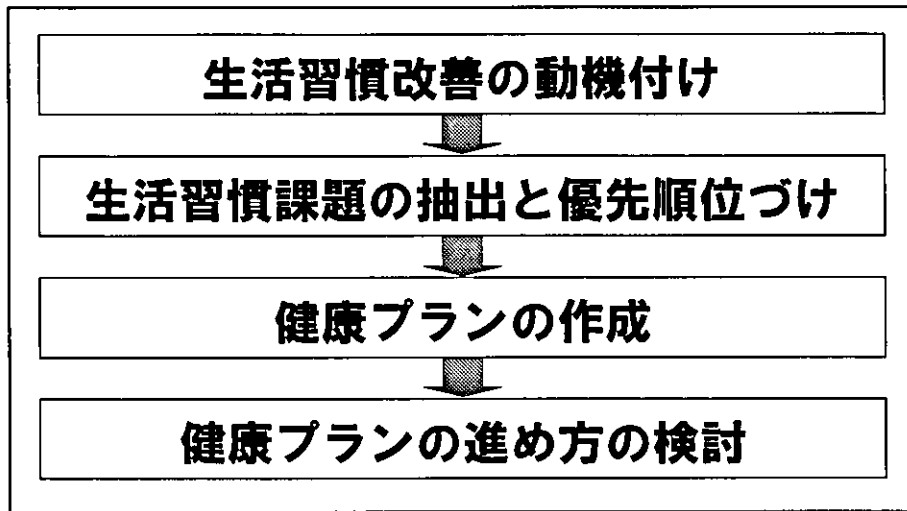 生活習慣改善の動機付け
生活習慣課題の抽出と優先順位づけ
健康プランの作成
健康プランの進め方の検討